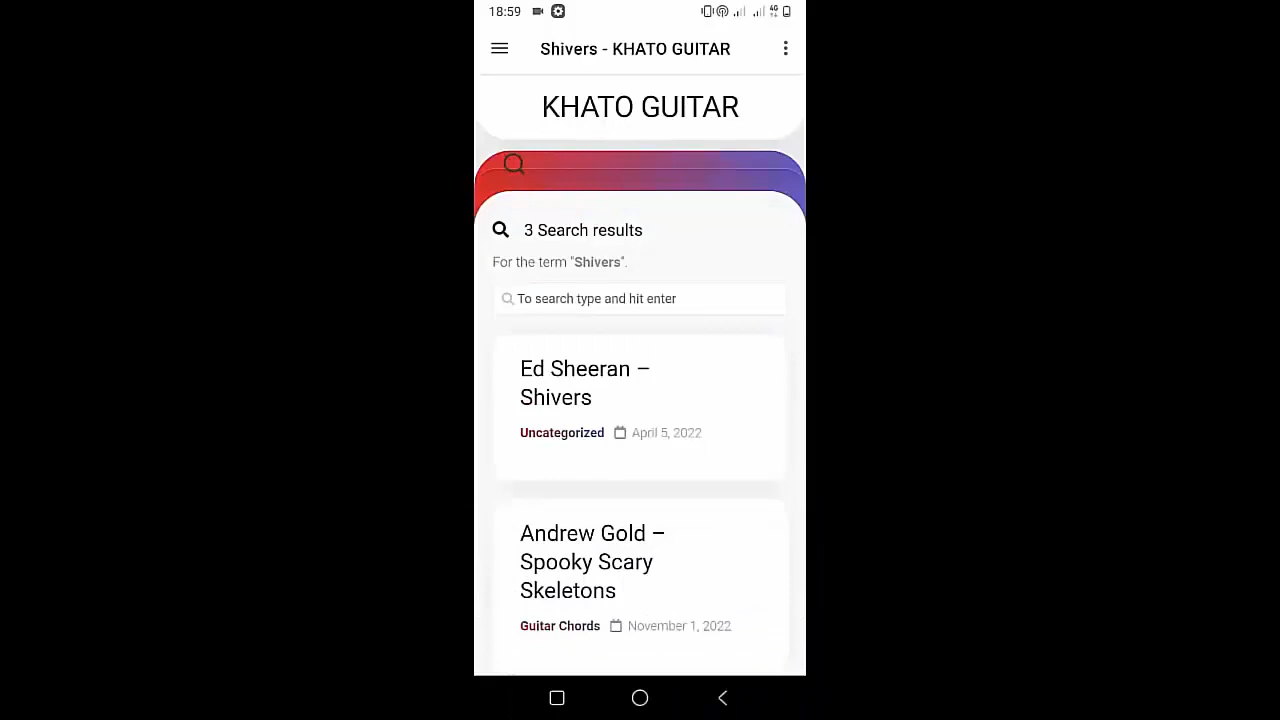 18:59
4G
Shivers - KHATO GUITAR
KHATO GUITAR
3 Search results
For the term "Shivers".
To search type and hit enter
Ed Sheeran –
Shivers
Uncategorized April 5, 2022
Andrew Gold –
Spooky Scary
Skeletons
Guitar Chords November 1, 2022